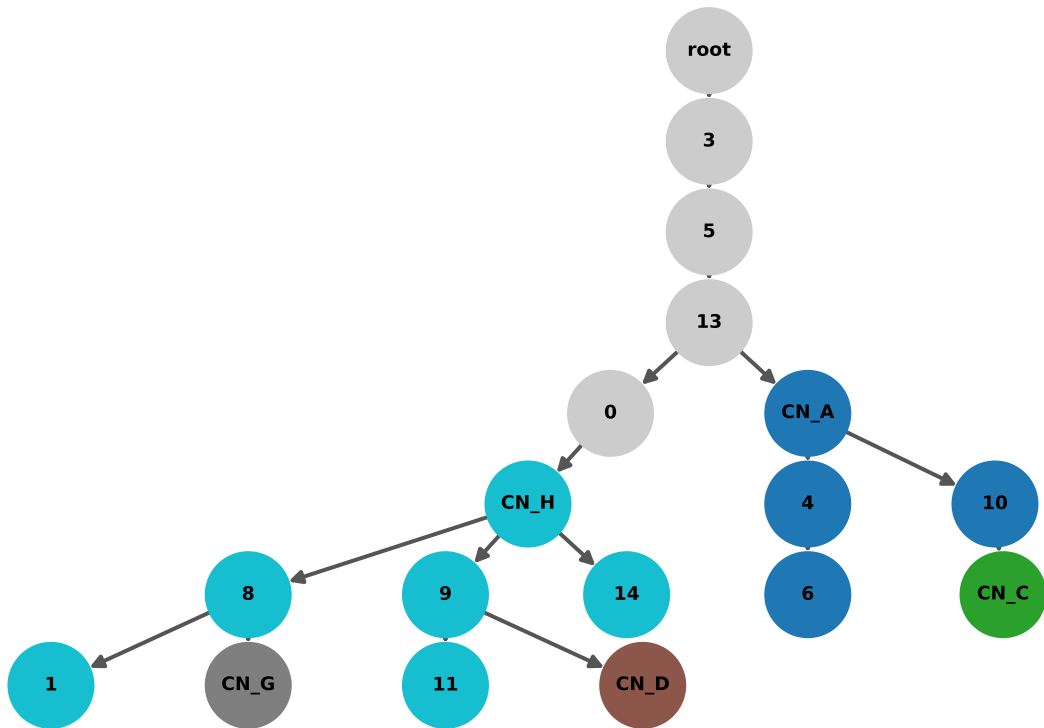 root
3
5
13
0 CN_A
CN_H 4 10
8 9 14 6 CN_C
1 CN_G 11 CN_D